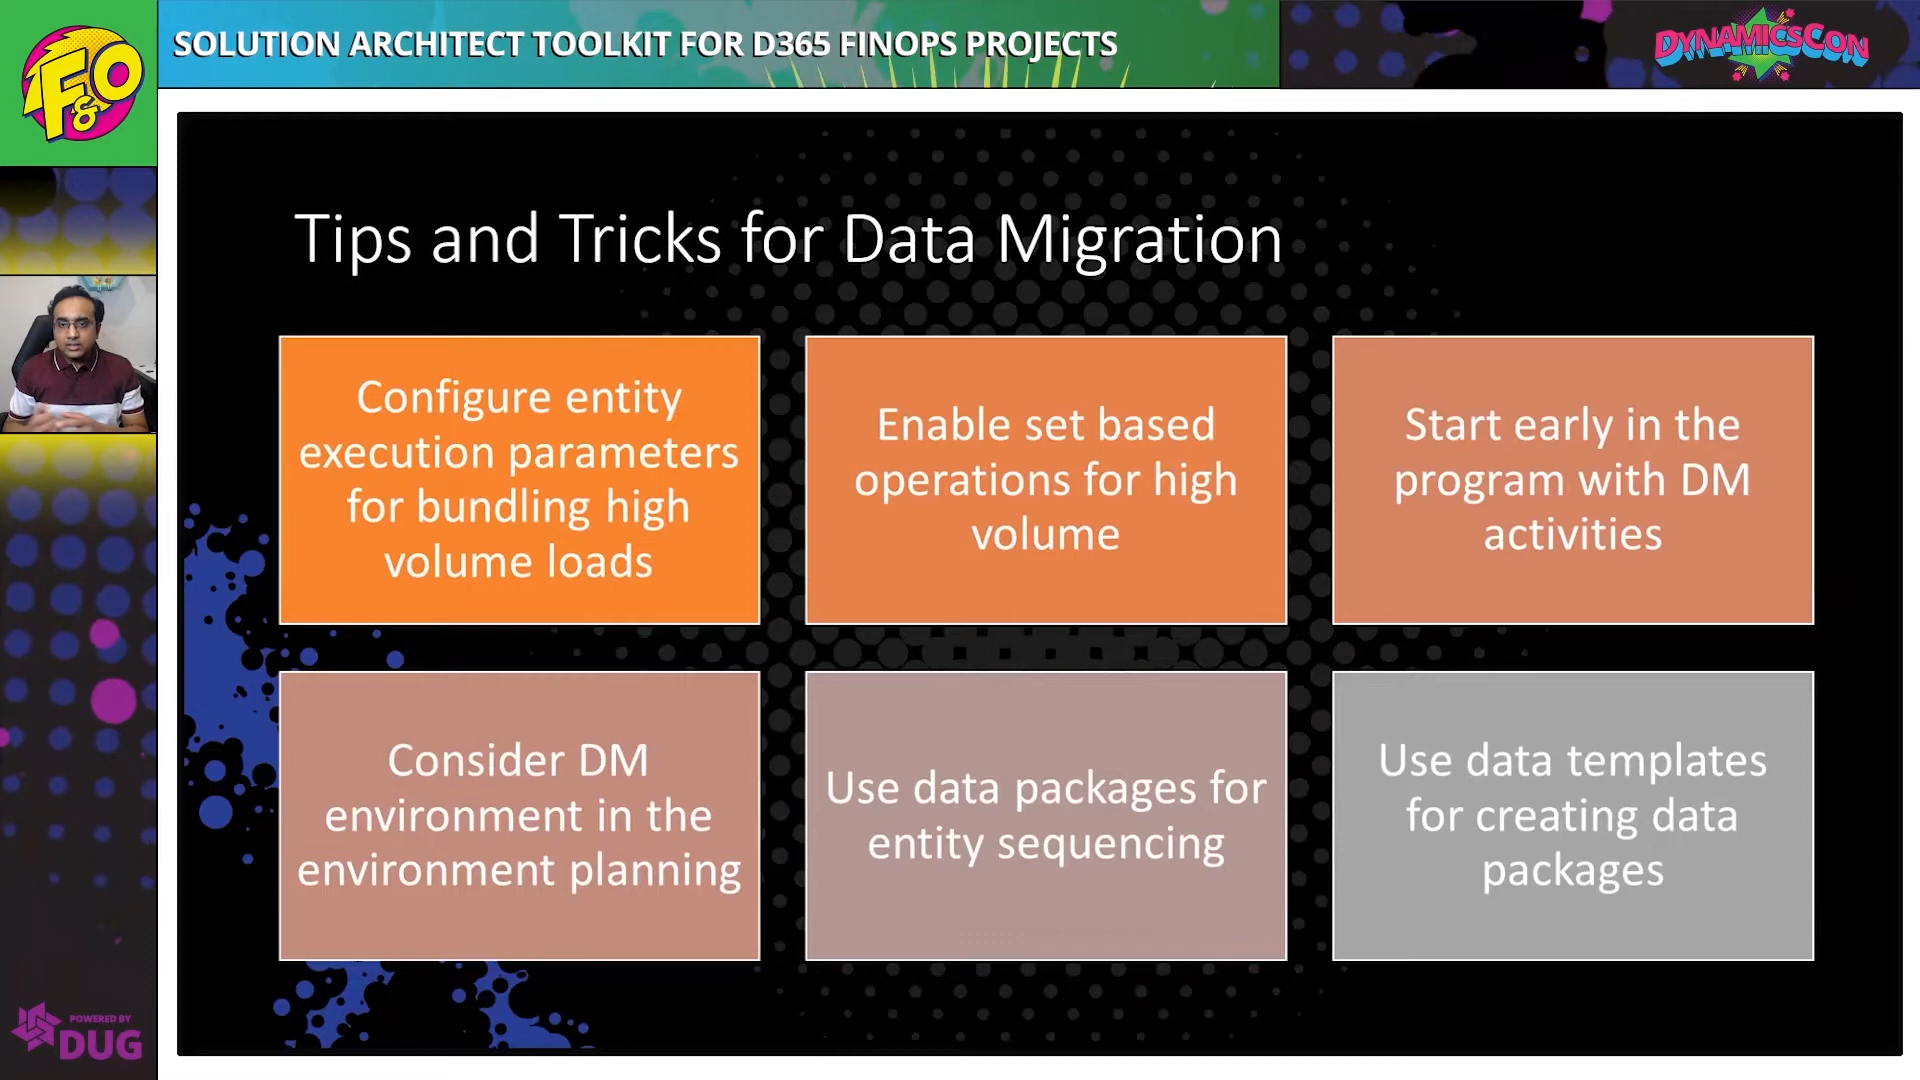 F&O
SOLUTION ARCHITECT TOOLKIT FOR D365 FINOPS PROJECTS
DYNAMICSCON
Tips and Tricks for Data Migration
Configure entity
execution parameters
for bundling high
volume loads
Enable set based
operations for high
volume
Start early in the
program with DM
activities
Consider DM
environment in the
environment planning
Use data packages for
entity sequencing
Use data templates
for creating data
packages
POWERED BY
DUG